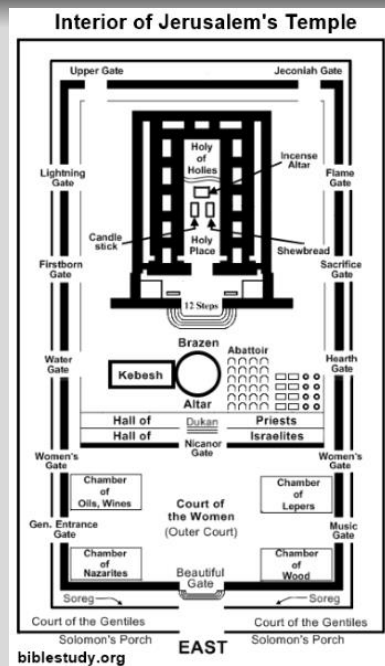 Interior of Jerusalem's Temple
Upper Gate
Jeconiah Gate
Holy
of
Holies
Incense
Altar
Lightning
Gate
Flame
Gate
Candle
stick
Holy
Place
Shewbread
Firstborn
Gate
Sacrifice
Gate
12 Steps
Water
Gate
Kebesh
Brazen
Altar
Abattoir
Hearth
Gate
Hall of
Dukan
Priests
Hall of
Nicanor
Gate
Israelites
Women's
Gate
Women's
Gate
Chamber
of
Oils, Wines
Court of
the Women
(Outer Court)
Chamber
of
Lepers
Gen. Entrance
Gate
Music
Gate
Chamber
of
Nazarites
Beautiful
Gate
Chamber
of
Wood
Soreg
Soreg
Court of the Gentiles
Court of the Gentiles
Solomon's Porch
EAST
Solomon's Porch
biblestudy.org